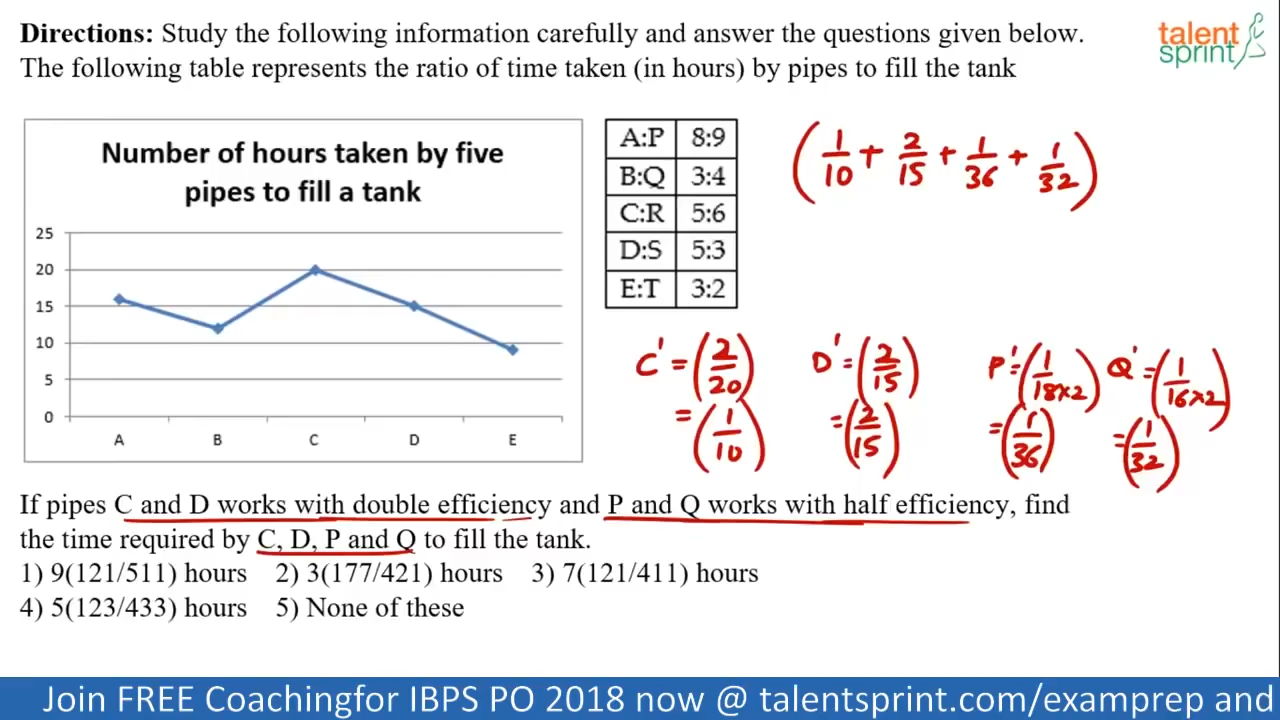 Directions: Study the following information carefully and answer the questions given below.
The following table represents the ratio of time taken (in hours) by pipes to fill the tank
talent
sprint
Number of hours taken by five
pipes to fill a tank
25
20
15
10
5
0
A B C D E
A:P 8:9
B:Q 3:4
C:R 5:6
D:S 5:3
E:T 3:2
(1/10 + 2/15 + 1/36 + 1/32)
C' = (2/20) D' = (2/15) P' = (1/18×2) Q' = (1/16×2)
= (1/10) = (2/15) = (1/36) = (1/32)
If pipes C and D works with double efficiency and P and Q works with half efficiency, find
the time required by C, D, P and Q to fill the tank.
1) 9(121/511) hours 2) 3(177/421) hours 3) 7(121/411) hours
4) 5(123/433) hours 5) None of these
Join FREE Coachingfor IBPS PO 2018 now @ talentsprint.com/examprep and